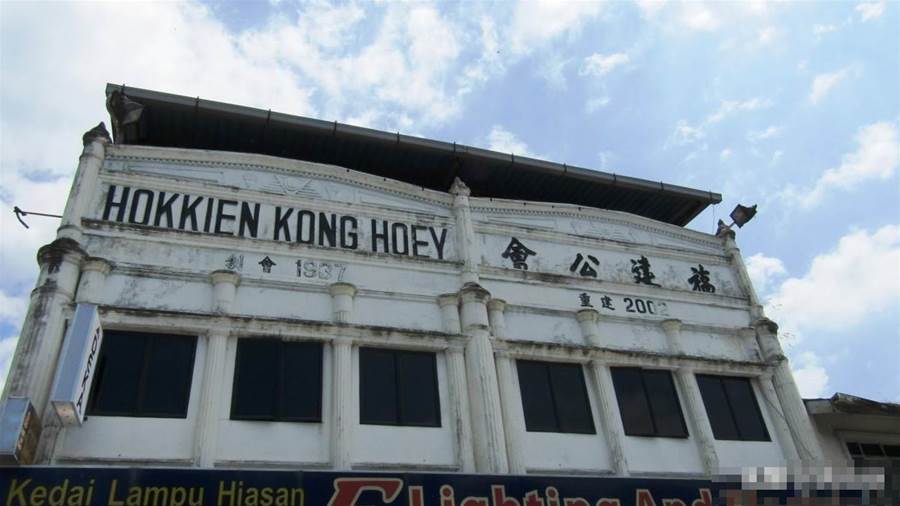 HOKKIEN KONG HOEY
會公建福
創會 1937
重建 2002
Kedai Lampu Hiasan
Lighting And